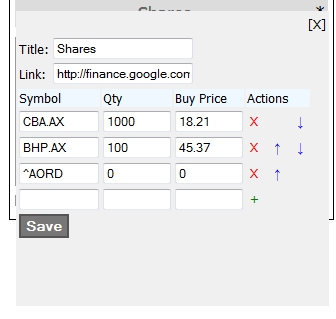 Shares *
[X]
Title: Shares
Link: http://finance.google.com
Symbol Qty Buy Price Actions
CBA.AX 1000 18.21 X ↓
BHP.AX 100 45.37 X ↑ ↓
^AORD 0 0 X ↑
+
Save